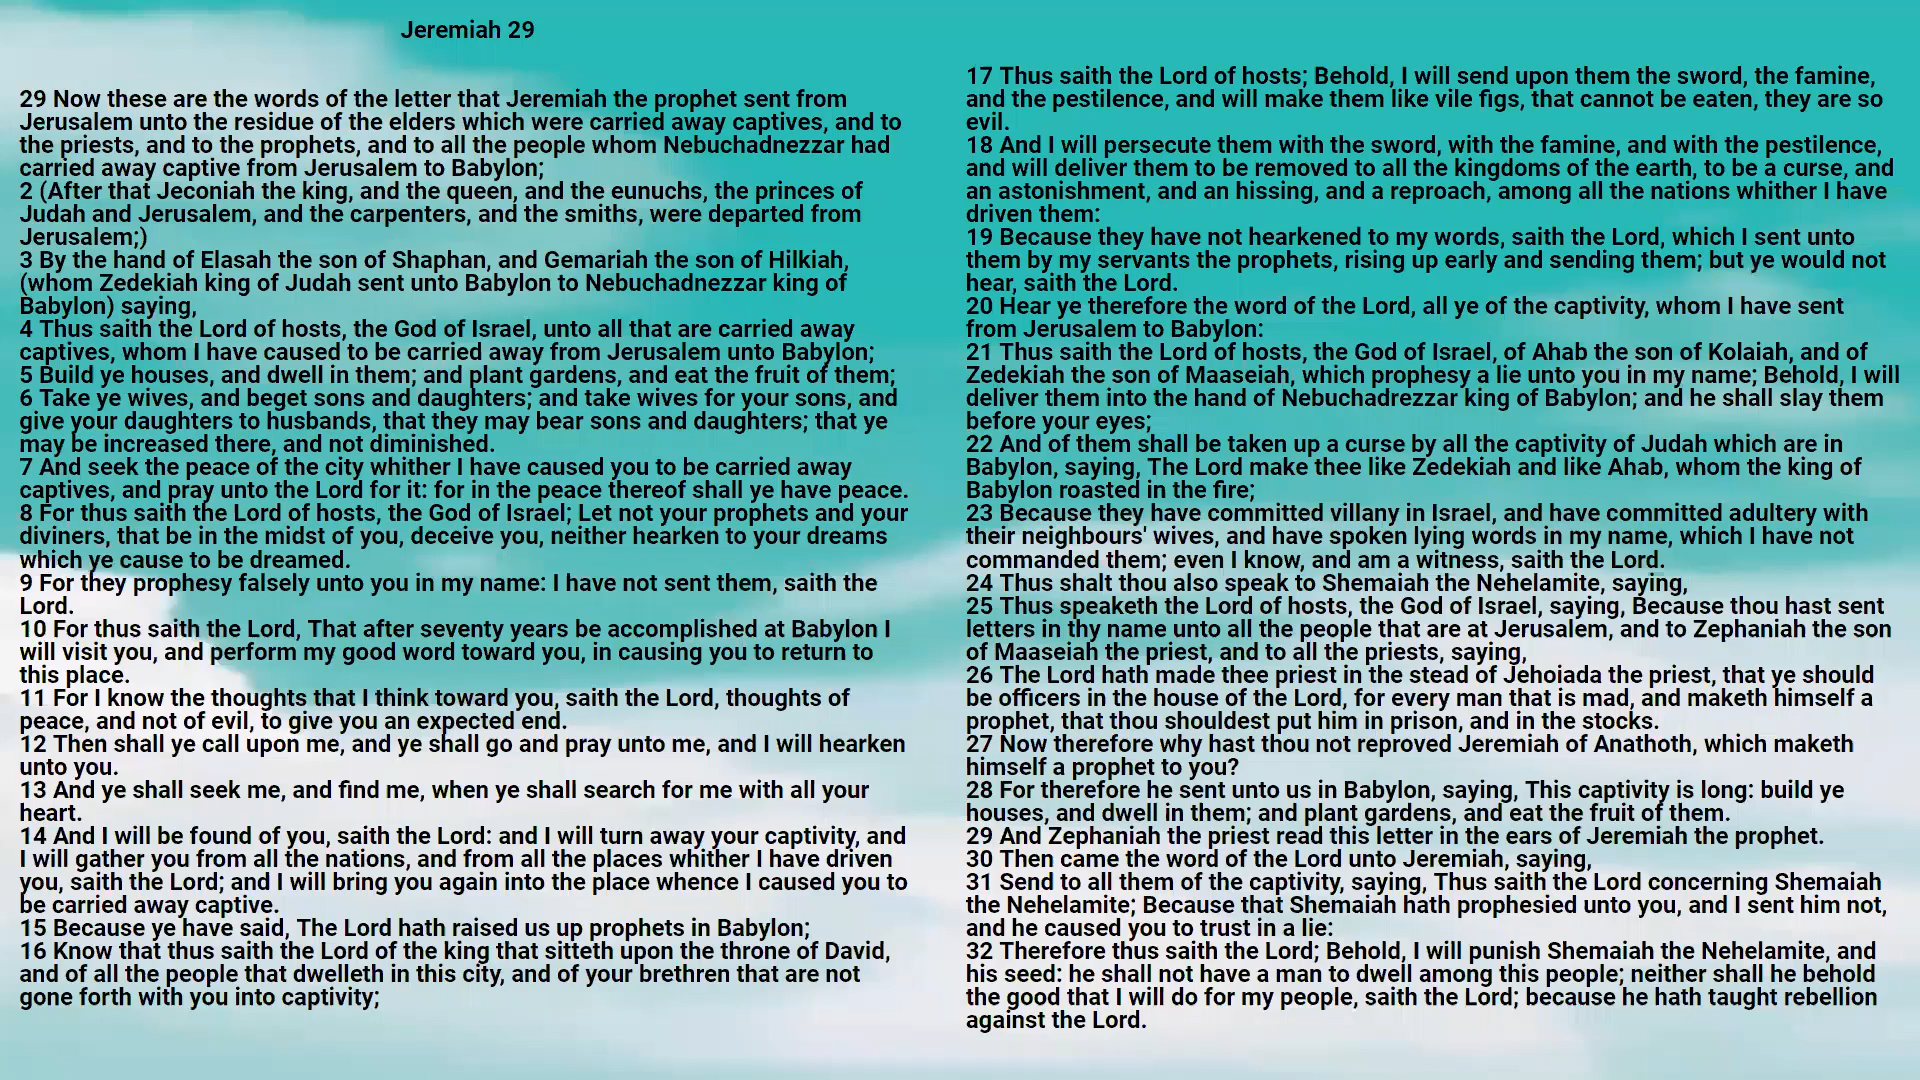 Jeremiah 29
29 Now these are the words of the letter that Jeremiah the prophet sent from
Jerusalem unto the residue of the elders which were carried away captives, and to
the priests, and to the prophets, and to all the people whom Nebuchadnezzar had
carried away captive from Jerusalem to Babylon;
2 (After that Jeconiah the king, and the queen, and the eunuchs, the princes of
Judah and Jerusalem, and the carpenters, and the smiths, were departed from
Jerusalem;)
3 By the hand of Elasah the son of Shaphan, and Gemariah the son of Hilkiah,
(whom Zedekiah king of Judah sent unto Babylon to Nebuchadnezzar king of
Babylon) saying,
4 Thus saith the Lord of hosts, the God of Israel, unto all that are carried away
captives, whom I have caused to be carried away from Jerusalem unto Babylon;
5 Build ye houses, and dwell in them; and plant gardens, and eat the fruit of them;
6 Take ye wives, and beget sons and daughters; and take wives for your sons, and
give your daughters to husbands, that they may bear sons and daughters; that ye
may be increased there, and not diminished.
7 And seek the peace of the city whither I have caused you to be carried away
captives, and pray unto the Lord for it: for in the peace thereof shall ye have peace.
8 For thus saith the Lord of hosts, the God of Israel; Let not your prophets and your
diviners, that be in the midst of you, deceive you, neither hearken to your dreams
which ye cause to be dreamed.
9 For they prophesy falsely unto you in my name: I have not sent them, saith the
Lord.
10 For thus saith the Lord, That after seventy years be accomplished at Babylon I
will visit you, and perform my good word toward you, in causing you to return to
this place.
11 For I know the thoughts that I think toward you, saith the Lord, thoughts of
peace, and not of evil, to give you an expected end.
12 Then shall ye call upon me, and ye shall go and pray unto me, and I will hearken
unto you.
13 And ye shall seek me, and find me, when ye shall search for me with all your
heart.
14 And I will be found of you, saith the Lord: and I will turn away your captivity, and
I will gather you from all the nations, and from all the places whither I have driven
you, saith the Lord; and I will bring you again into the place whence I caused you to
be carried away captive.
15 Because ye have said, The Lord hath raised us up prophets in Babylon;
16 Know that thus saith the Lord of the king that sitteth upon the throne of David,
and of all the people that dwelleth in this city, and of your brethren that are not
gone forth with you into captivity;
17 Thus saith the Lord of hosts; Behold, I will send upon them the sword, the famine,
and the pestilence, and will make them like vile figs, that cannot be eaten, they are so
evil.
18 And I will persecute them with the sword, with the famine, and with the pestilence,
and will deliver them to be removed to all the kingdoms of the earth, to be a curse, and
an astonishment, and an hissing, and a reproach, among all the nations whither I have
driven them:
19 Because they have not hearkened to my words, saith the Lord, which I sent unto
them by my servants the prophets, rising up early and sending them; but ye would not
hear, saith the Lord.
20 Hear ye therefore the word of the Lord, all ye of the captivity, whom I have sent
from Jerusalem to Babylon:
21 Thus saith the Lord of hosts, the God of Israel, of Ahab the son of Kolaiah, and of
Zedekiah the son of Maaseiah, which prophesy a lie unto you in my name; Behold, I will
deliver them into the hand of Nebuchadrezzar king of Babylon; and he shall slay them
before your eyes;
22 And of them shall be taken up a curse by all the captivity of Judah which are in
Babylon, saying, The Lord make thee like Zedekiah and like Ahab, whom the king of
Babylon roasted in the fire;
23 Because they have committed villany in Israel, and have committed adultery with
their neighbours' wives, and have spoken lying words in my name, which I have not
commanded them; even I know, and am a witness, saith the Lord.
24 Thus shalt thou also speak to Shemaiah the Nehelamite, saying,
25 Thus speaketh the Lord of hosts, the God of Israel, saying, Because thou hast sent
letters in thy name unto all the people that are at Jerusalem, and to Zephaniah the son
of Maaseiah the priest, and to all the priests, saying,
26 The Lord hath made thee priest in the stead of Jehoiada the priest, that ye should
be officers in the house of the Lord, for every man that is mad, and maketh himself a
prophet, that thou shouldest put him in prison, and in the stocks.
27 Now therefore why hast thou not reproved Jeremiah of Anathoth, which maketh
himself a prophet to you?
28 For therefore he sent unto us in Babylon, saying, This captivity is long: build ye
houses, and dwell in them; and plant gardens, and eat the fruit of them.
29 And Zephaniah the priest read this letter in the ears of Jeremiah the prophet.
30 Then came the word of the Lord unto Jeremiah, saying,
31 Send to all them of the captivity, saying, Thus saith the Lord concerning Shemaiah
the Nehelamite; Because that Shemaiah hath prophesied unto you, and I sent him not,
and he caused you to trust in a lie:
32 Therefore thus saith the Lord; Behold, I will punish Shemaiah the Nehelamite, and
his seed: he shall not have a man to dwell among this people; neither shall he behold
the good that I will do for my people, saith the Lord; because he hath taught rebellion
against the Lord.